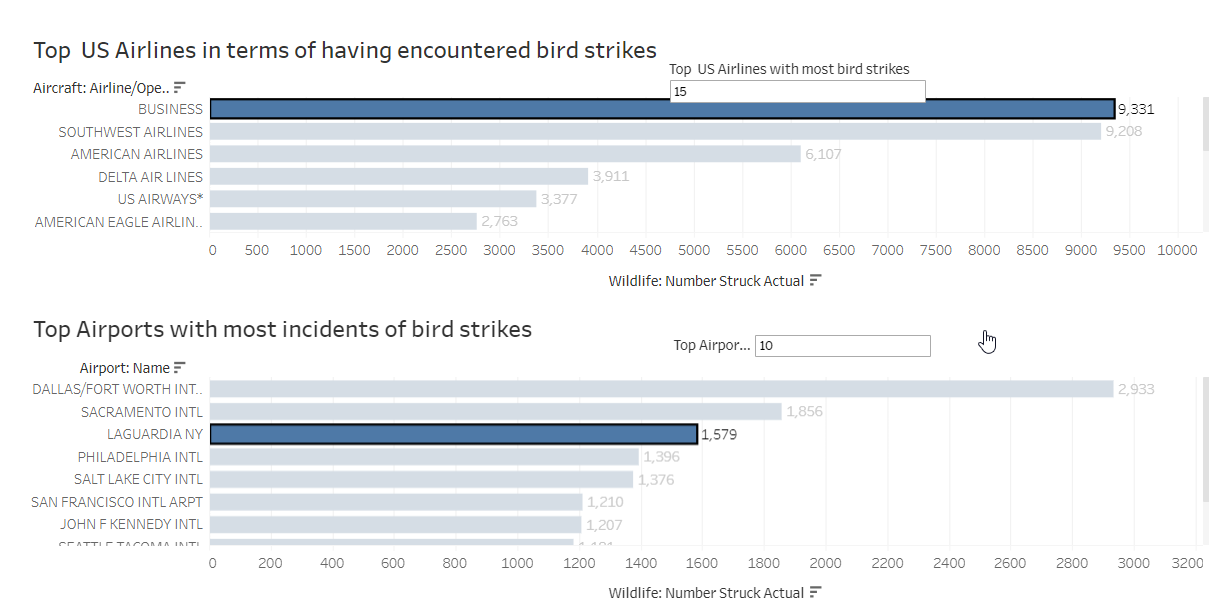 Top  US Airlines in terms of having encountered bird strikes
Top  US Airlines with most bird strikes
15
Aircraft: Airline/Ope..
BUSINESS 9,331
SOUTHWEST AIRLINES 9,208
AMERICAN AIRLINES 6,107
DELTA AIR LINES 3,911
US AIRWAYS* 3,377
AMERICAN EAGLE AIRLIN.. 2,763
0 500 1000 1500 2000 2500 3000 3500 4000 4500 5000 5500 6000 6500 7000 7500 8000 8500 9000 9500 10000
Wildlife: Number Struck Actual
Top Airports with most incidents of bird strikes
Top Airpor... 10
Airport: Name
DALLAS/FORT WORTH INT.. 2,933
SACRAMENTO INTL 1,856
LAGUARDIA NY 1,579
PHILADELPHIA INTL 1,396
SALT LAKE CITY INTL 1,376
SAN FRANCISCO INTL ARPT 1,210
JOHN F KENNEDY INTL 1,207
SEATTLE TACOMA INTL
0 200 400 600 800 1000 1200 1400 1600 1800 2000 2200 2400 2600 2800 3000 3200
Wildlife: Number Struck Actual